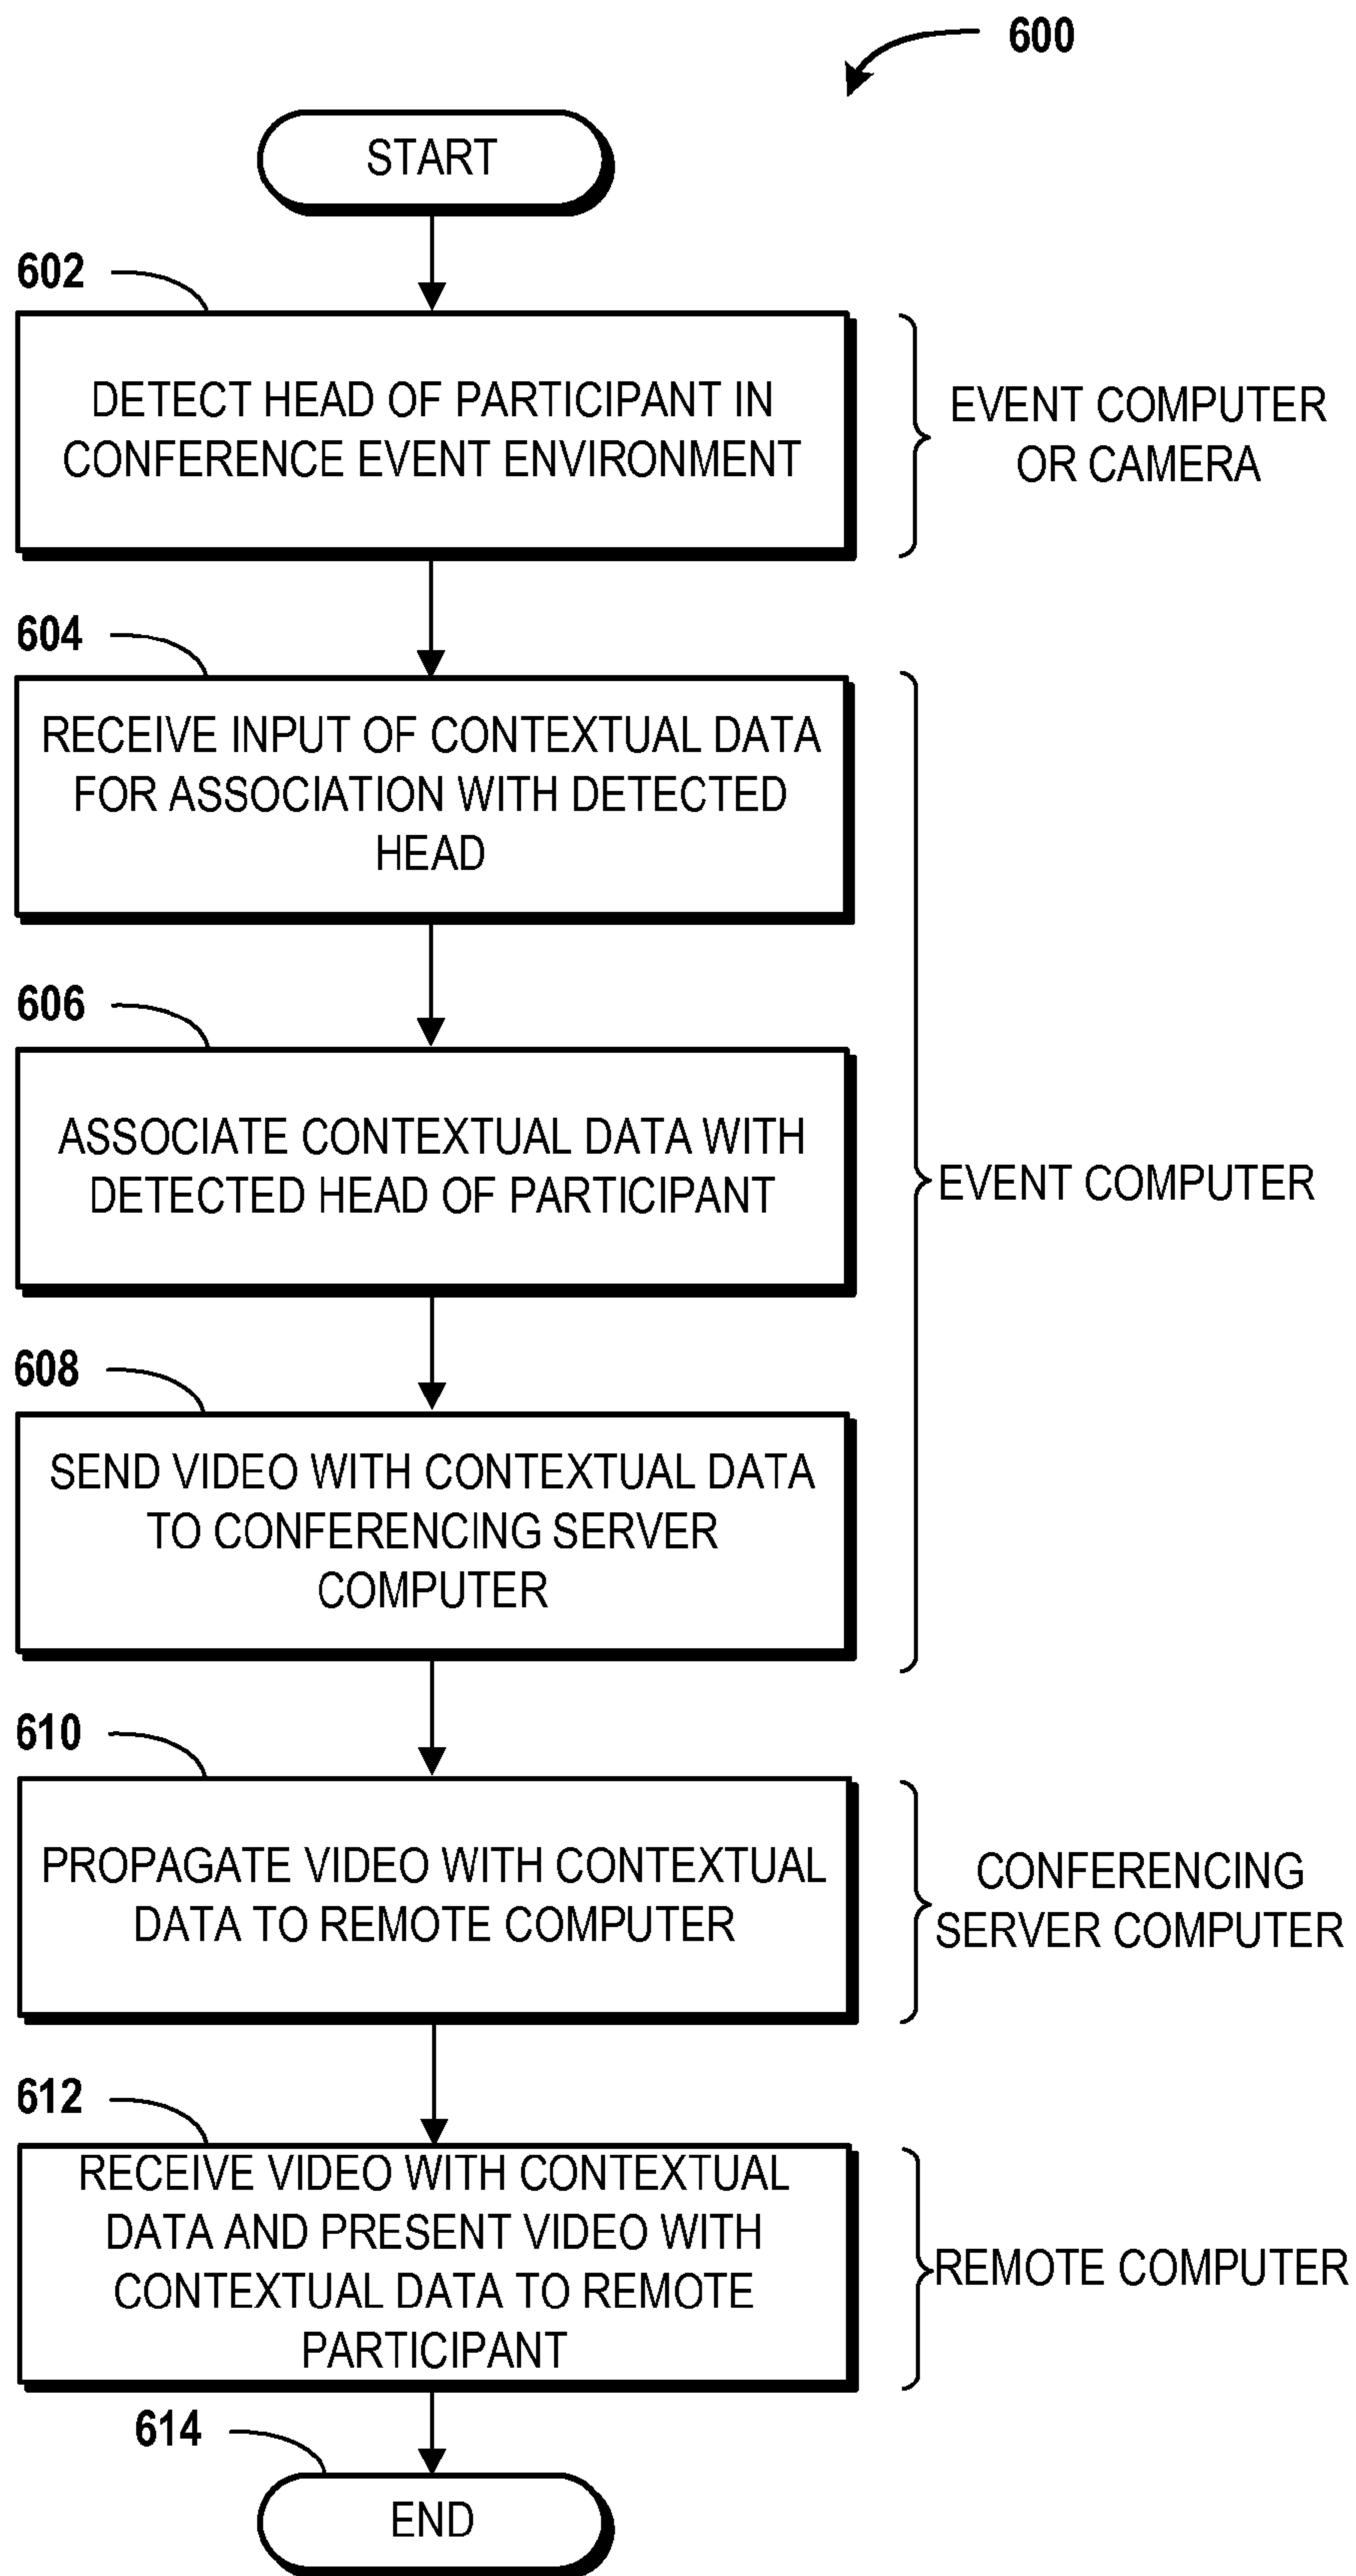 600
START
602
DETECT HEAD OF PARTICIPANT IN
CONFERENCE EVENT ENVIRONMENT
EVENT COMPUTER
OR CAMERA
604
RECEIVE INPUT OF CONTEXTUAL DATA
FOR ASSOCIATION WITH DETECTED
HEAD
606
ASSOCIATE CONTEXTUAL DATA WITH
DETECTED HEAD OF PARTICIPANT
EVENT COMPUTER
608
SEND VIDEO WITH CONTEXTUAL DATA
TO CONFERENCING SERVER
COMPUTER
610
PROPAGATE VIDEO WITH CONTEXTUAL
DATA TO REMOTE COMPUTER
CONFERENCING
SERVER COMPUTER
612
RECEIVE VIDEO WITH CONTEXTUAL
DATA AND PRESENT VIDEO WITH
CONTEXTUAL DATA TO REMOTE
PARTICIPANT
REMOTE COMPUTER
614
END